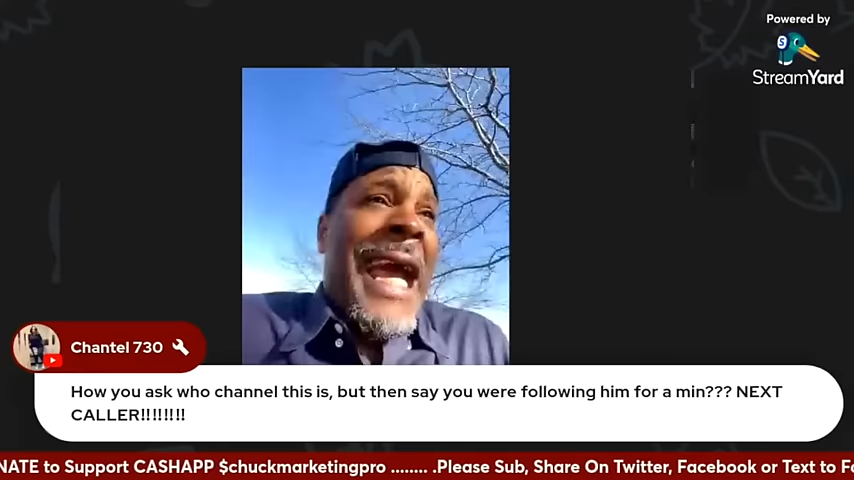 Powered by
S
StreamYard
Chantel 730
How you ask who channel this is, but then say you were following him for a min??? NEXT
CALLER!!!!!!!!
NATE to Support CASHAPP $chuckmarketingpro ........ .Please Sub, Share On Twitter, Facebook or Text to Fo